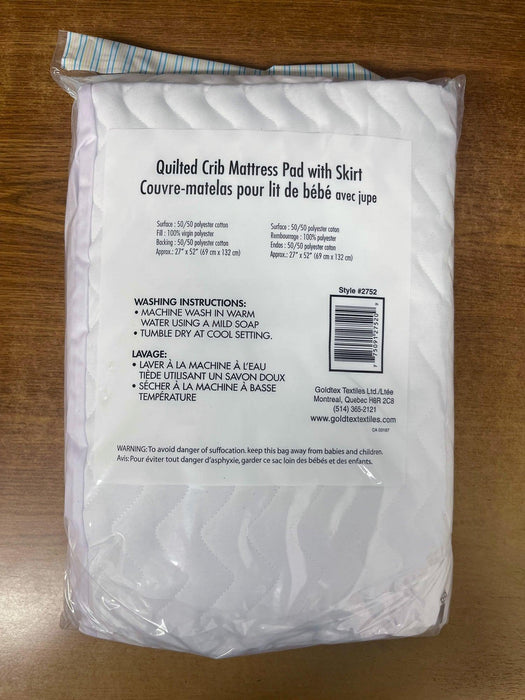 Quilted Crib Mattress Pad with Skirt
Couvre-matelas pour lit de bébé avec jupe
Surface : 50/50 polyester cotton
Fill : 100% virgin polyester
Backing : 50/50 polyester cotton
Approx.: 27" x 52" (69 cm x 132 cm)
Surface : 50/50 polyester coton
Rembourrage : 100% polyester
Endos : 50/50 polyester coton
Approx.: 27" x 52" (69 cm x 132 cm)
WASHING INSTRUCTIONS:
• MACHINE WASH IN WARM
WATER USING A MILD SOAP
• TUMBLE DRY AT COOL SETTING.
LAVAGE:
• LAVER À LA MACHINE À L'EAU
TIÈDE UTILISANT UN SAVON DOUX
• SÉCHER À LA MACHINE À BASSE
TEMPÉRATURE
Style #2752
7 75091 27520 9
Goldtex Textiles Ltd./Ltée
Montreal, Quebec H8R 2C8
(514) 365-2121
www.goldtextextiles.com
WARNING: To avoid danger of suffocation. keep this bag away from babies and children.
Avis: Pour éviter tout danger d'asphyxie, garder ce sac loin des bébés et des enfants.